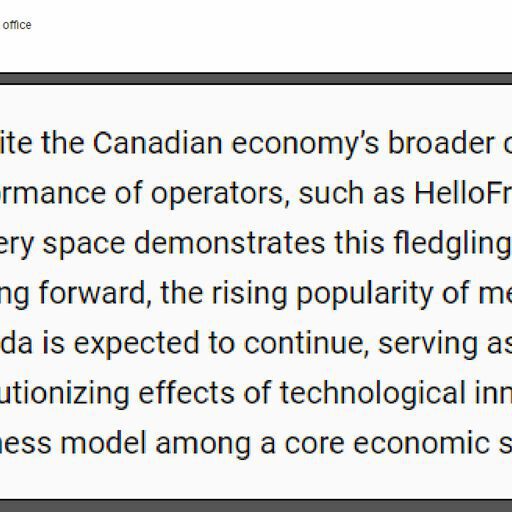 office
ite the Canadian economy's broader
rmance of operators, such as HelloFr
ery space demonstrates this fledgling
ng forward, the rising popularity of me
da is expected to continue, serving as
utionizing effects of technological inn
ness model among a core economic s